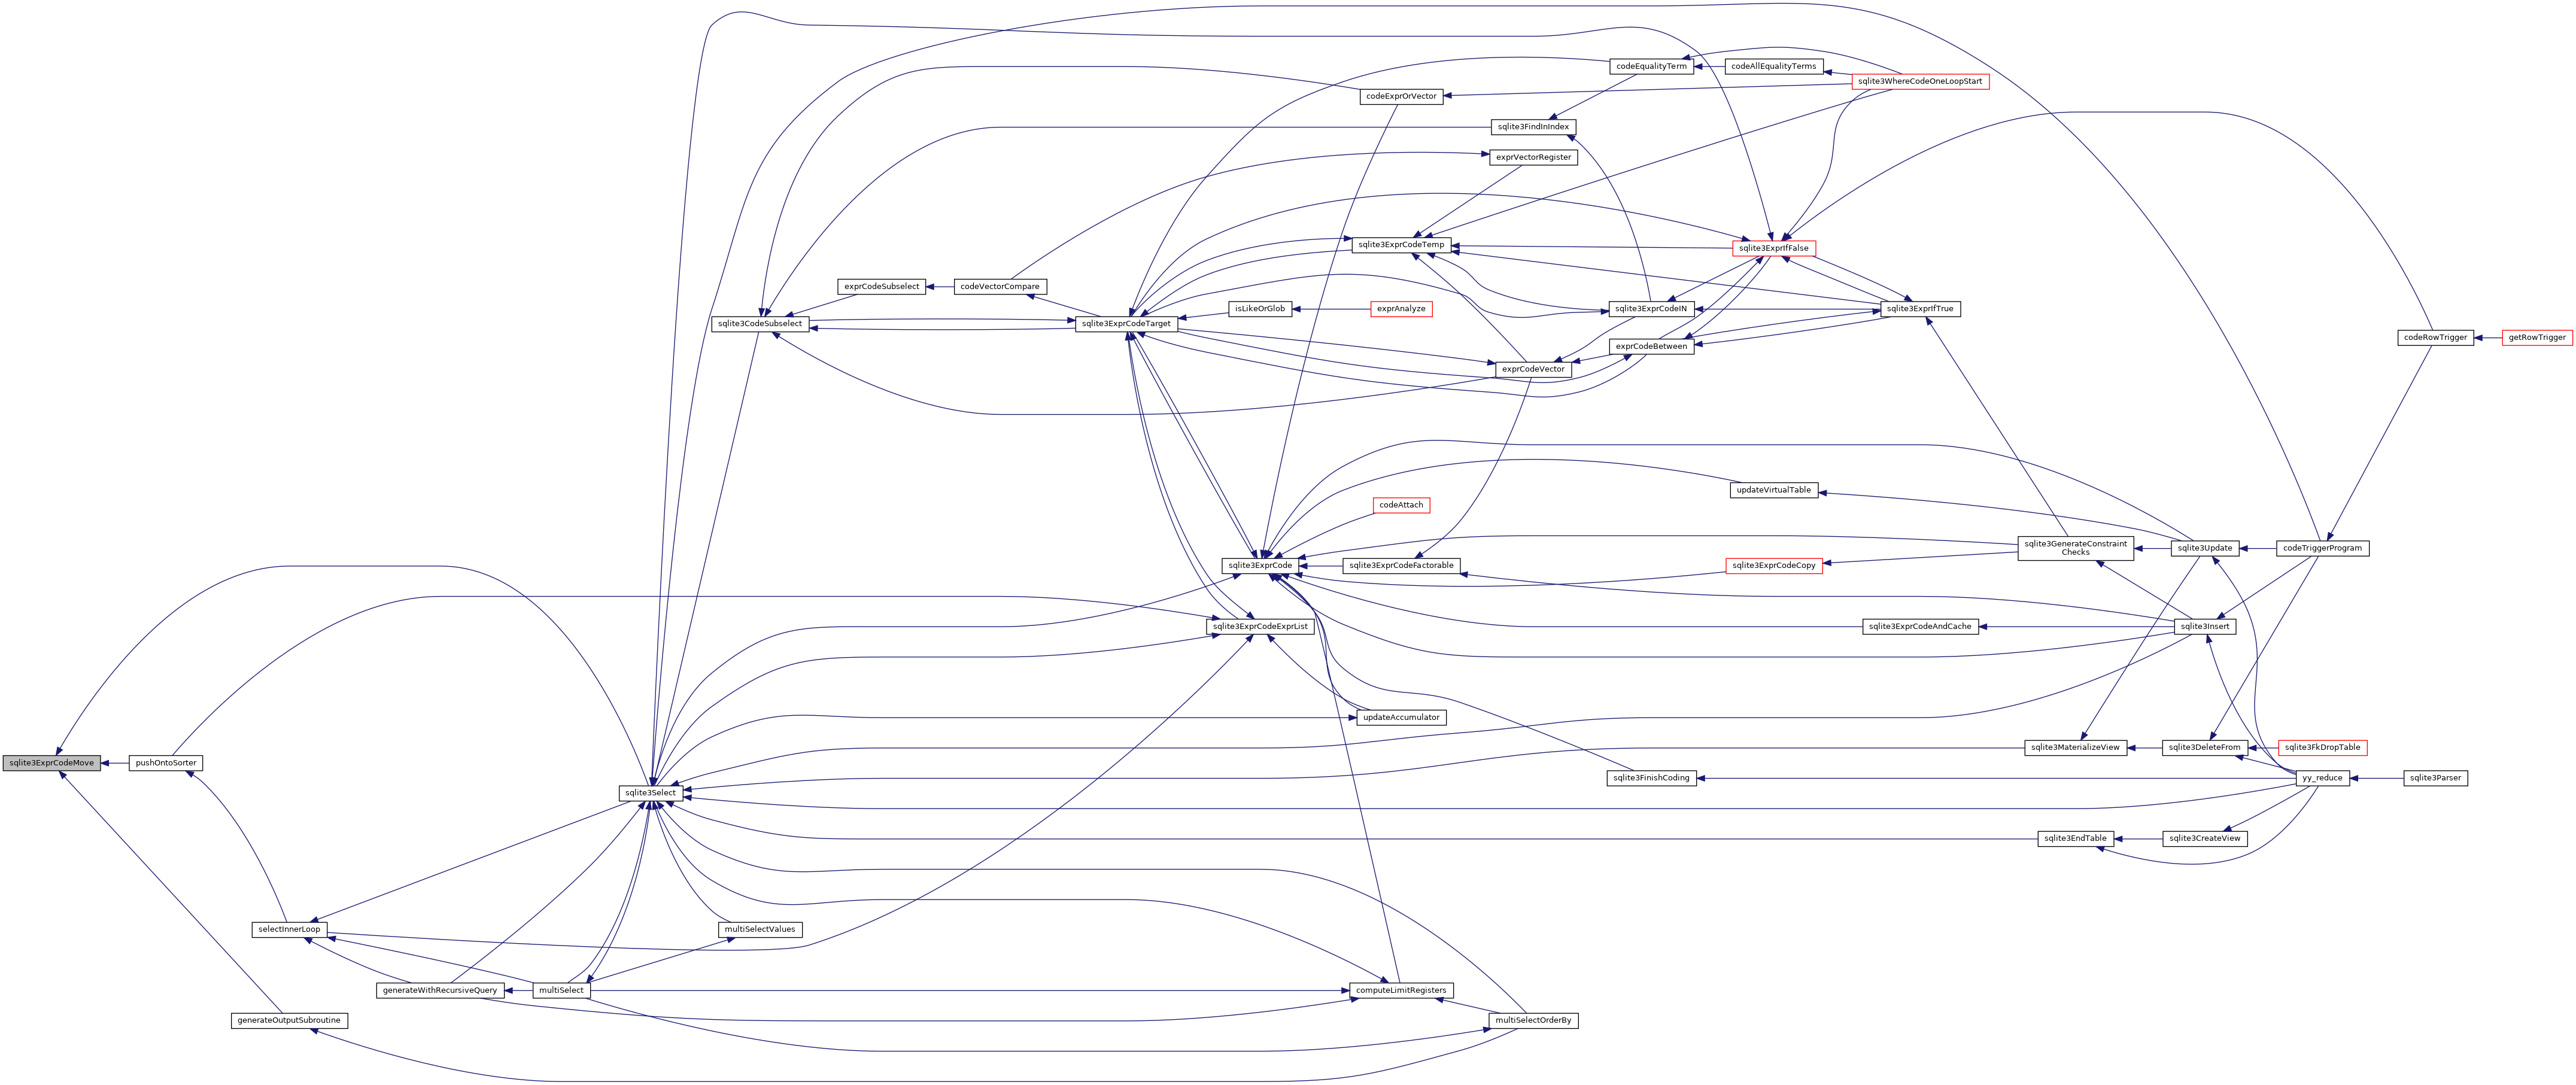 codeEqualityTerm
codeAllEqualityTerms
sqlite3WhereCodeOneLoopStart
codeExprOrVector
sqlite3FindInIndex
exprVectorRegister
sqlite3ExprCodeTemp
sqlite3ExprIfFalse
exprCodeSubselect
codeVectorCompare
isLikeOrGlob
exprAnalyze
sqlite3ExprCodeIN
sqlite3ExprIfTrue
sqlite3CodeSubselect
sqlite3ExprCodeTarget
exprCodeBetween
codeRowTrigger
getRowTrigger
exprCodeVector
updateVirtualTable
codeAttach
sqlite3GenerateConstraint
Checks
sqlite3Update
codeTriggerProgram
sqlite3ExprCode
sqlite3ExprCodeFactorable
sqlite3ExprCodeCopy
sqlite3ExprCodeExprList
sqlite3ExprCodeAndCache
sqlite3Insert
updateAccumulator
sqlite3MaterializeView
sqlite3DeleteFrom
sqlite3FkDropTable
sqlite3ExprCodeMove
pushOntoSorter
sqlite3FinishCoding
yy_reduce
sqlite3Parser
sqlite3Select
sqlite3EndTable
sqlite3CreateView
selectInnerLoop
multiSelectValues
generateWithRecursiveQuery
multiSelect
computeLimitRegisters
generateOutputSubroutine
multiSelectOrderBy